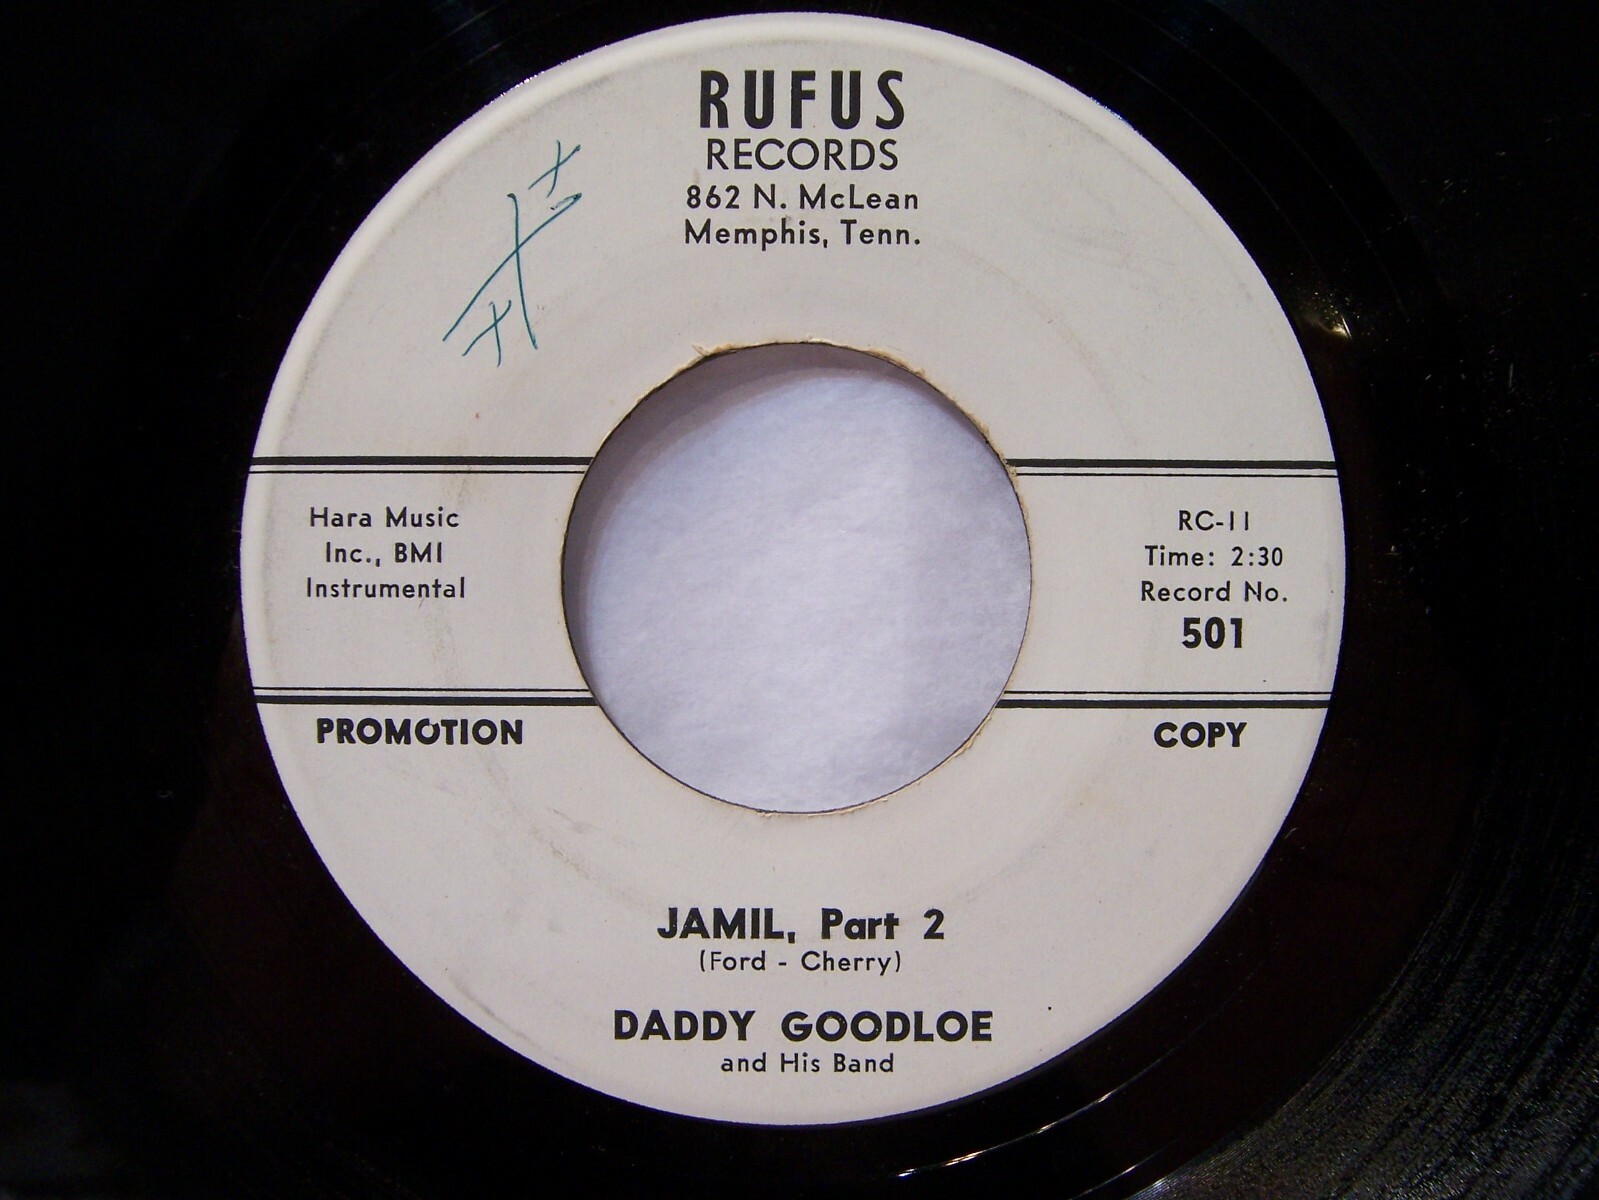 RUFUS
RECORDS
862 N. McLean
Memphis, Tenn.
Hara Music
Inc., BMI
Instrumental
RC-11
Time: 2:30
Record No.
501
PROMOTION
COPY
JAMIL, Part 2
(Ford - Cherry)
DADDY GOODLOE
and His Band